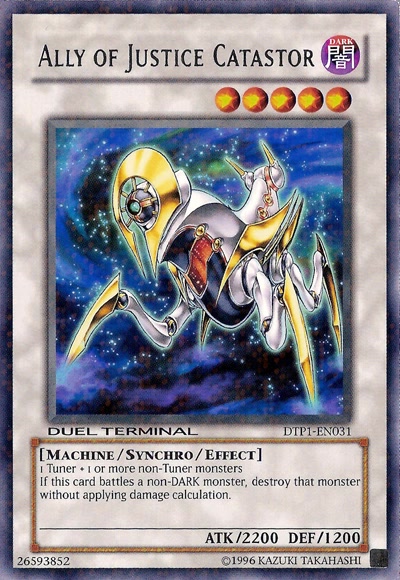 ALLY OF JUSTICE CATASTOR
DARK
闇
DUEL TERMINAL
DTP1-EN031
[MACHINE / SYNCHRO / EFFECT]
1 Tuner + 1 or more non-Tuner monsters
If this card battles a non-DARK monster, destroy that monster
without applying damage calculation.
ATK/2200 DEF/1200
26593852
©1996 KAZUKI TAKAHASHI